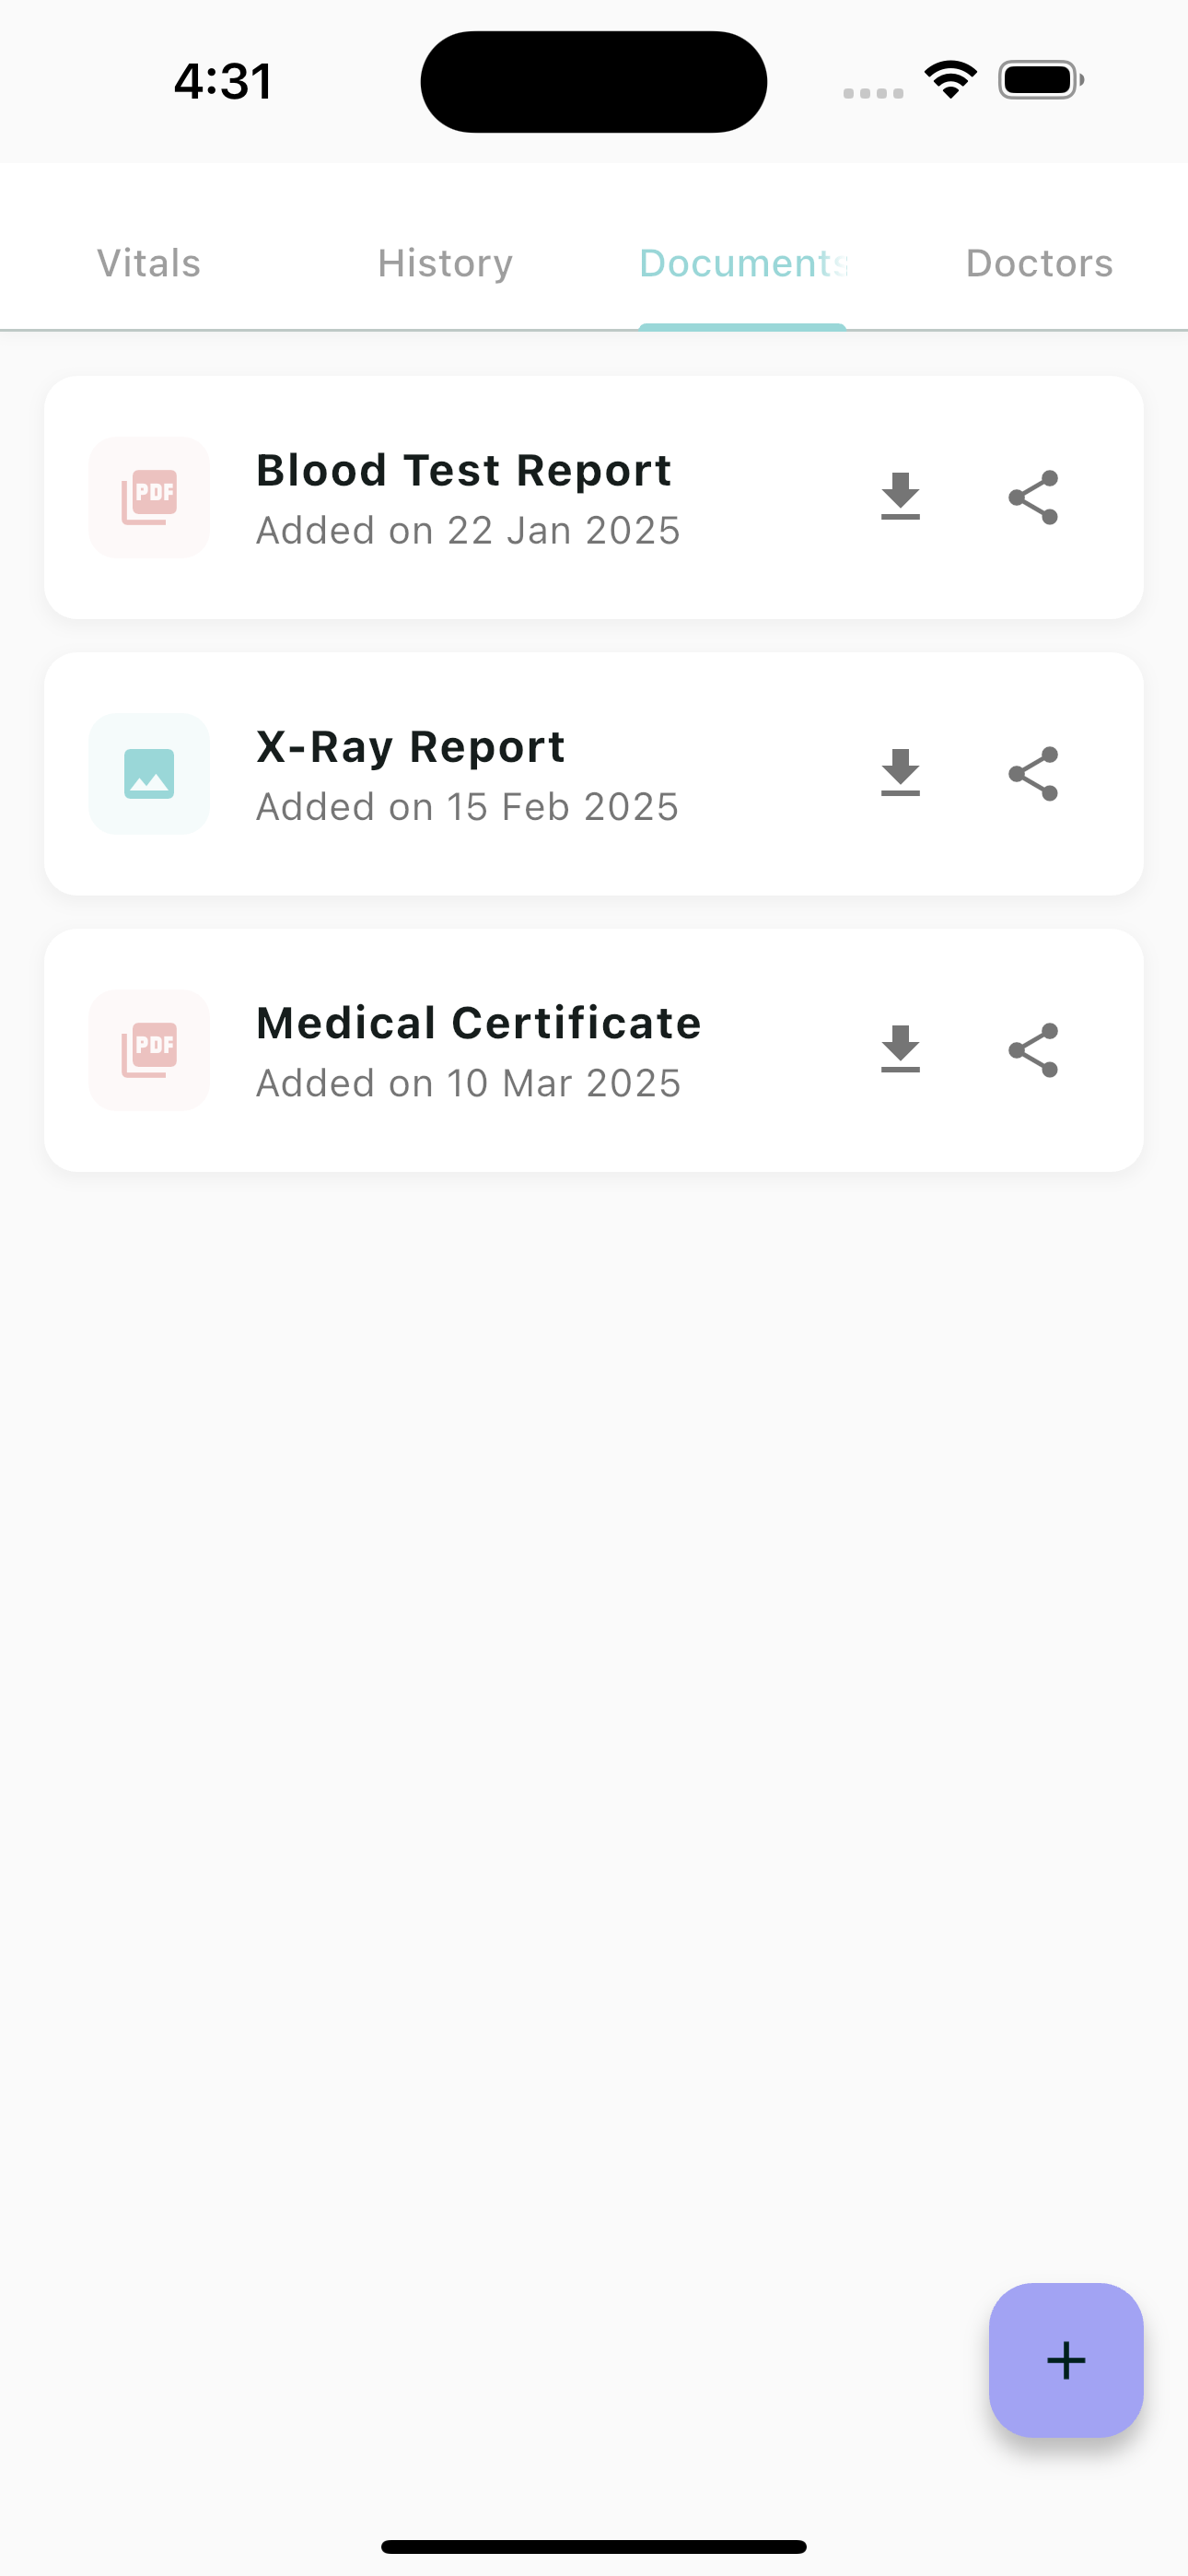 4:31
Vitals History Documents Doctors
PDF
Blood Test Report
Added on 22 Jan 2025
X-Ray Report
Added on 15 Feb 2025
PDF
Medical Certificate
Added on 10 Mar 2025